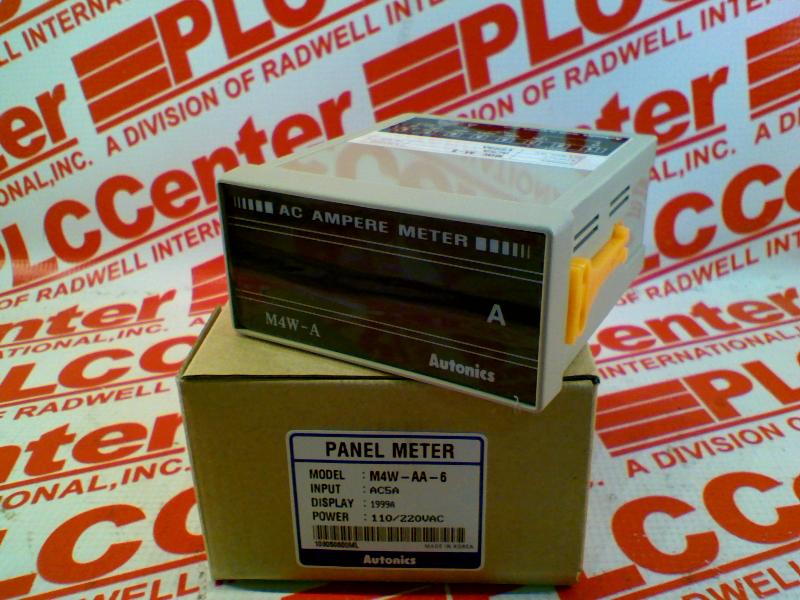 PLCCenter
A DIVISION OF RADWELL INTERNATIONAL, INC.
AC AMPERE METER
A
M4W-A
Autonics
PANEL METER
MODEL : M4W-AA-6
INPUT : AC5A
DISPLAY : 1999A
POWER : 110/220VAC
MADE IN KOREA
Autonics